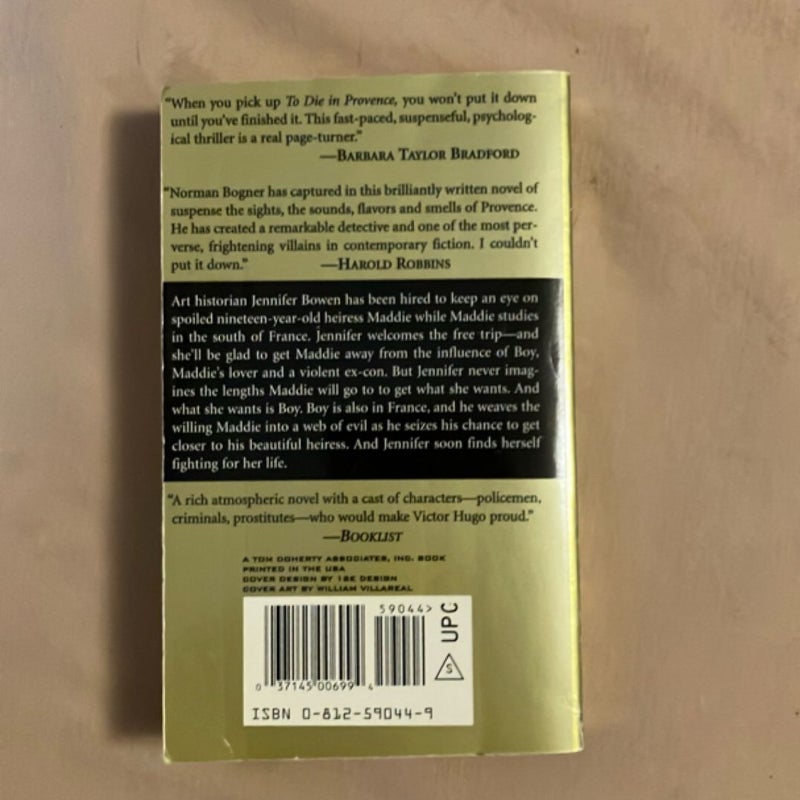 “When you pick up To Die in Provence, you won’t put it down
until you’ve finished it. This fast-paced, suspenseful, psycholog-
ical thriller is a real page-turner.”
—BARBARA TAYLOR BRADFORD
“Norman Bogner has captured in this brilliantly written novel of
suspense the sights, the sounds, flavors and smells of Provence.
He has created a remarkable detective and one of the most per-
verse, frightening villains in contemporary fiction. I couldn’t
put it down.” —HAROLD ROBBINS
Art historian Jennifer Bowen has been hired to keep an eye on
spoiled nineteen-year-old heiress Maddie while Maddie studies
in the south of France. Jennifer welcomes the free trip—and
she’ll be glad to get Maddie away from the influence of Boy,
Maddie’s lover and a violent ex-con. But Jennifer never imag-
ines the lengths Maddie will go to to get what she wants. And
what she wants is Boy. Boy is also in France, and he weaves the
willing Maddie into a web of evil as he seizes his chance to get
closer to his beautiful heiress. And Jennifer soon finds herself
fighting for her life.
“A rich atmospheric novel with a cast of characters—policemen,
criminals, prostitutes—who would make Victor Hugo proud.”
—BOOKLIST
A TOM DOHERTY ASSOCIATES, INC. BOOK
PRINTED IN THE USA
COVER DESIGN BY 12E DESIGN
COVER ART BY WILLIAM VILLAREAL
59044>
UPC
S
0 37145 00699 4
ISBN 0-812-59044-9